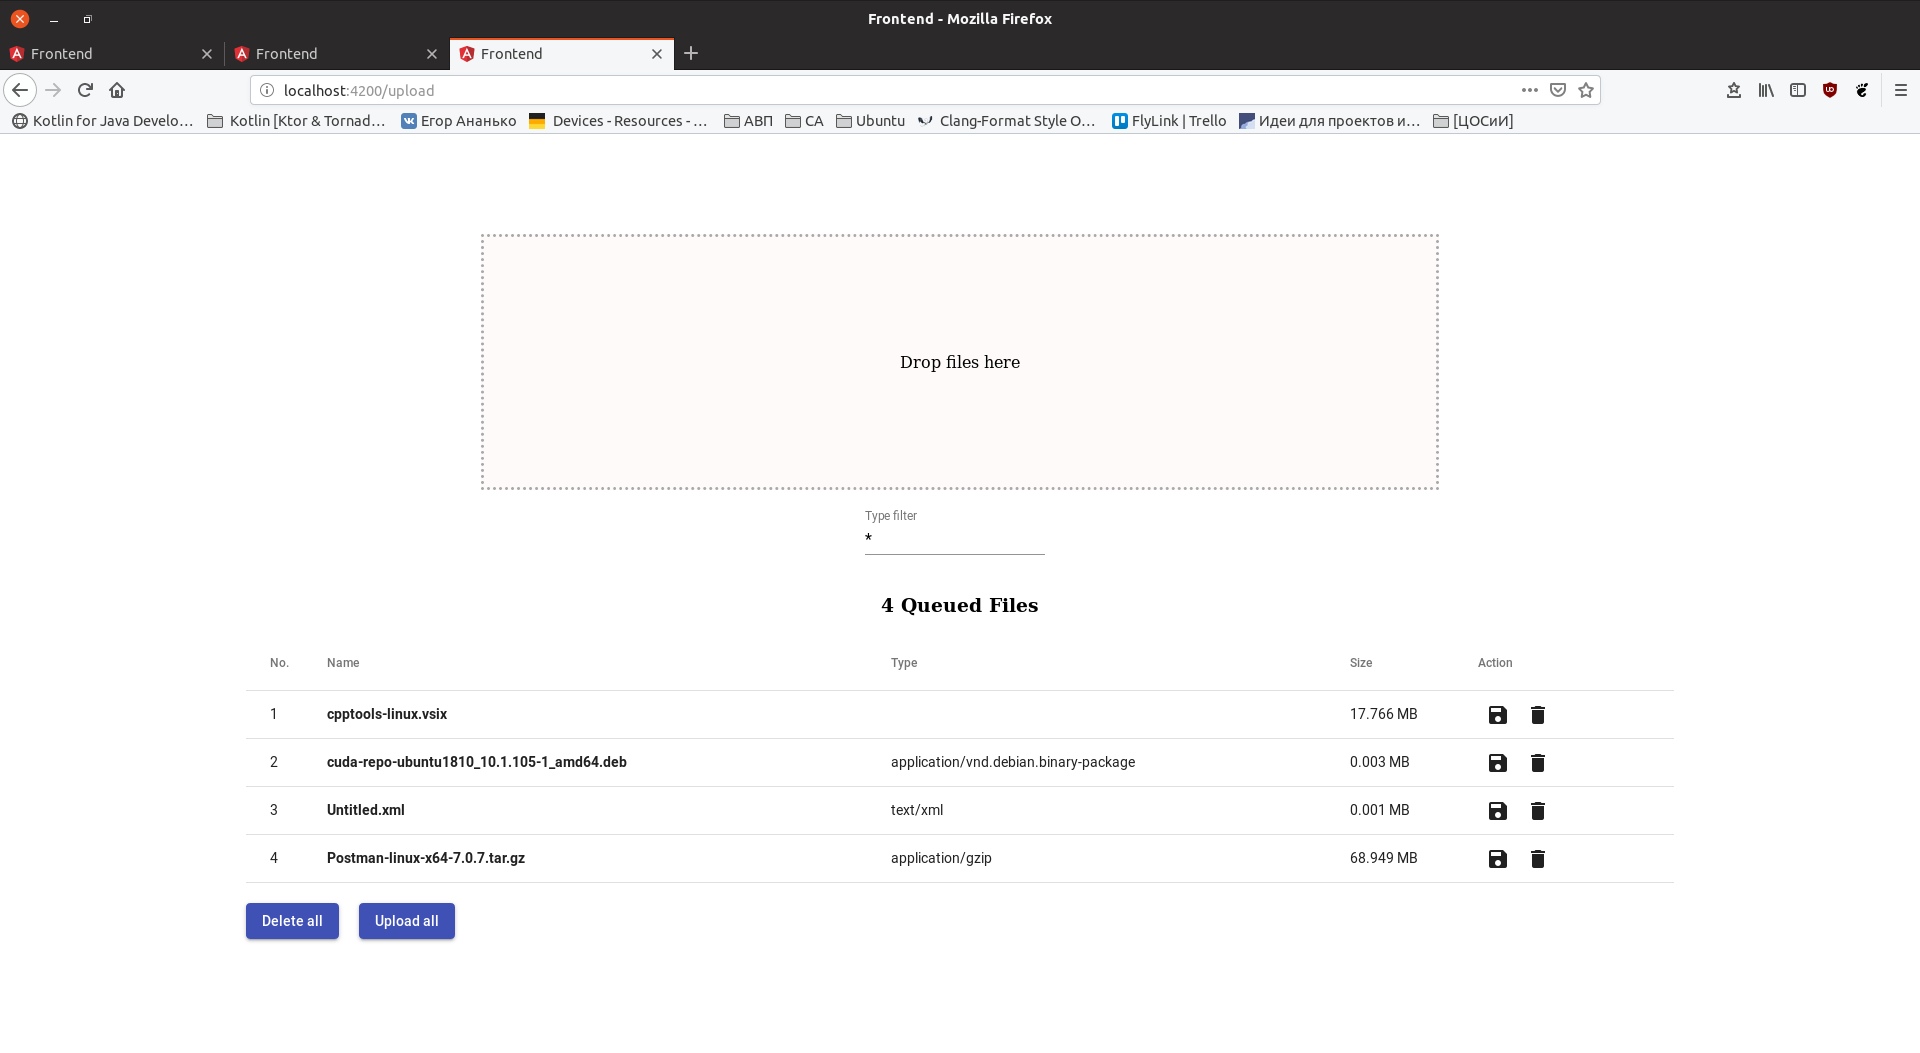 Frontend - Mozilla Firefox
Frontend Frontend Frontend
localhost:4200/upload
Kotlin for Java Develo… Kotlin [Ktor & Tornad… Егор Ананько Devices - Resources - … АВП CA Ubuntu Clang-Format Style O… FlyLink | Trello Идеи для проектов и… [ЦОСиИ]
Drop files here
Type filter
*
4 Queued Files
No. Name Type Size Action
1 cpptools-linux.vsix 17.766 MB
2 cuda-repo-ubuntu1810_10.1.105-1_amd64.deb application/vnd.debian.binary-package 0.003 MB
3 Untitled.xml text/xml 0.001 MB
4 Postman-linux-x64-7.0.7.tar.gz application/gzip 68.949 MB
Delete all Upload all